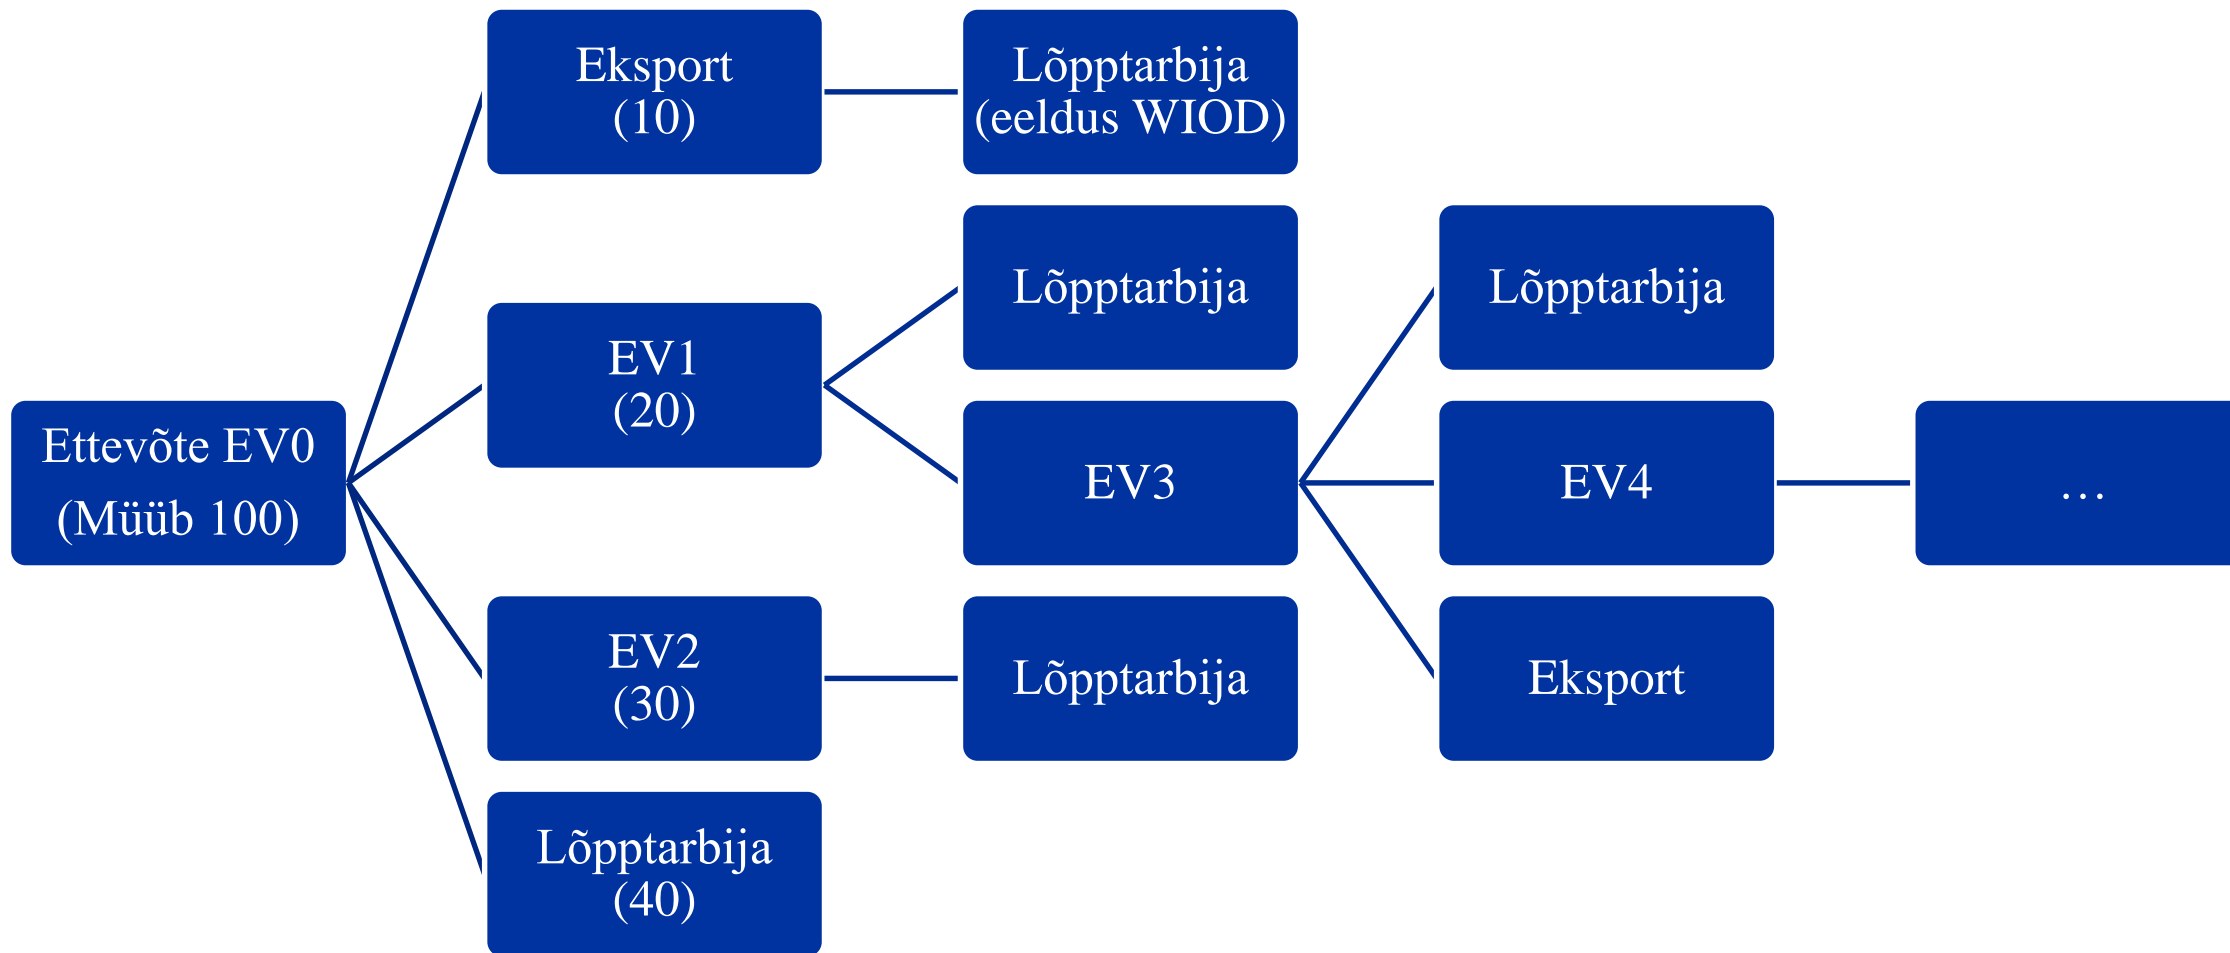 Eksport
(10)
Lõpptarbija
(eeldus WIOD)
Lõpptarbija
Lõpptarbija
EV1
(20)
Ettevõte EV0
(Müüb 100)
EV3
EV4
…
EV2
(30)
Lõpptarbija
Eksport
Lõpptarbija
(40)